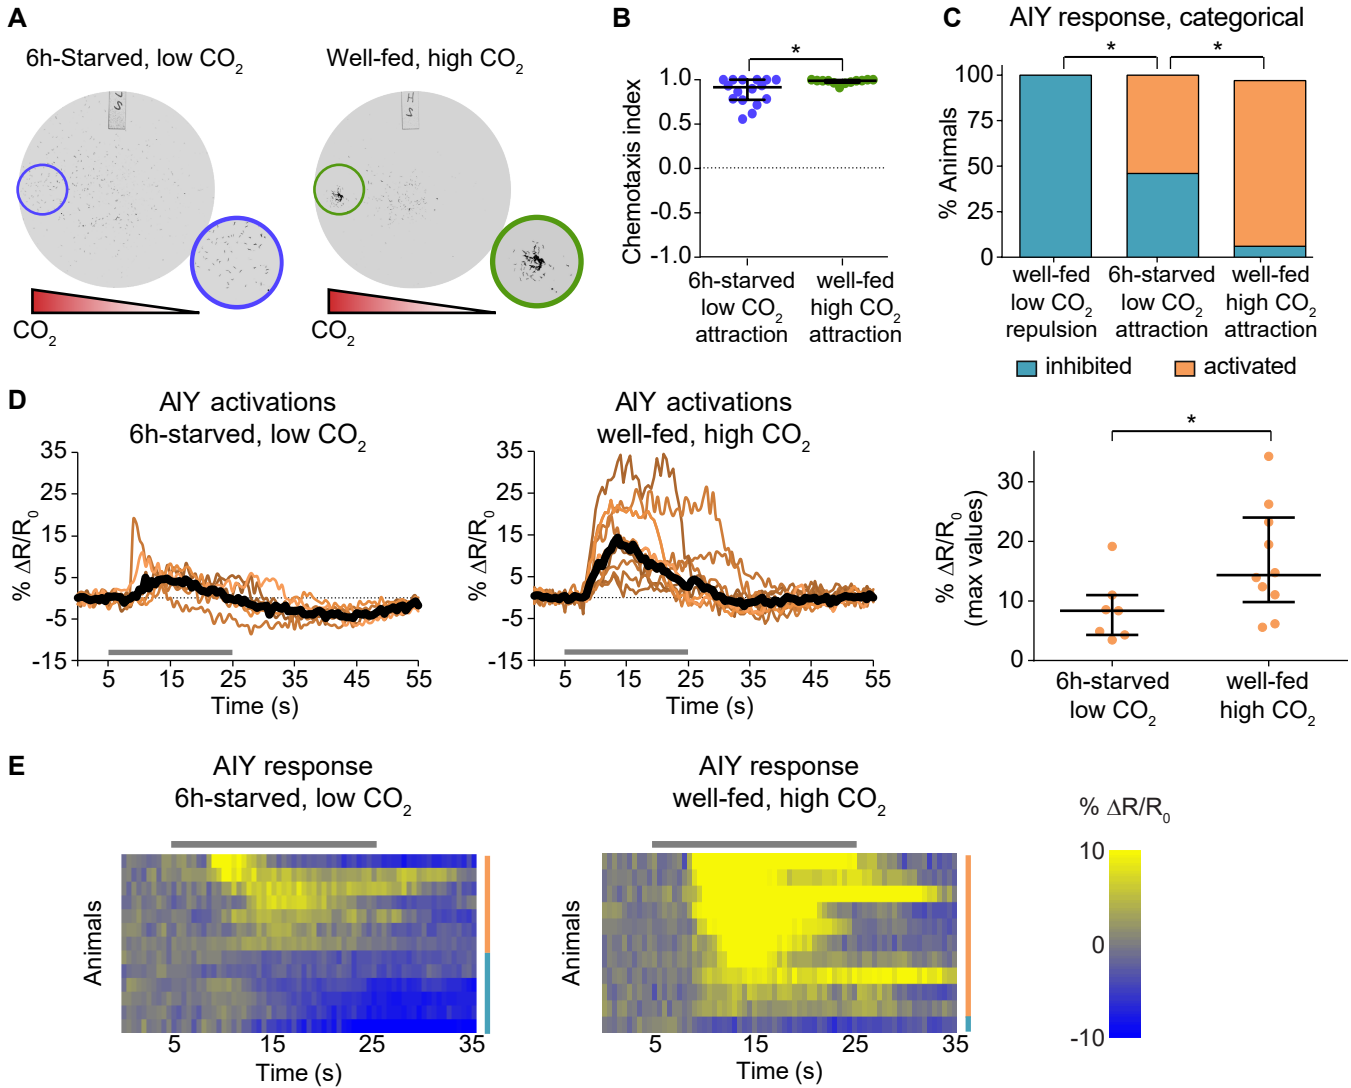 A
6h-Starved, low CO2
Well-fed, high CO2
CO2
CO2
B
*
Chemotaxis index
1.0
0.5
0.0
-0.5
-1.0
6h-starved
low CO2
attraction
well-fed
high CO2
attraction
C
AIY response, categorical
*
*
% Animals
100
75
50
25
0
well-fed
low CO2
repulsion
6h-starved
low CO2
attraction
well-fed
high CO2
attraction
inhibited
activated
D
AIY activations
6h-starved, low CO2
% ΔR/R0
35
25
15
5
-5
-15
5 15 25 35 45 55
Time (s)
AIY activations
well-fed, high CO2
% ΔR/R0
35
25
15
5
-5
-15
5 15 25 35 45 55
Time (s)
*
% ΔR/R0
(max values)
30
20
10
0
6h-starved
low CO2
well-fed
high CO2
E
AIY response
6h-starved, low CO2
Animals
5 15 25 35
Time (s)
AIY response
well-fed, high CO2
Animals
5 15 25 35
Time (s)
% ΔR/R0
10
0
-10